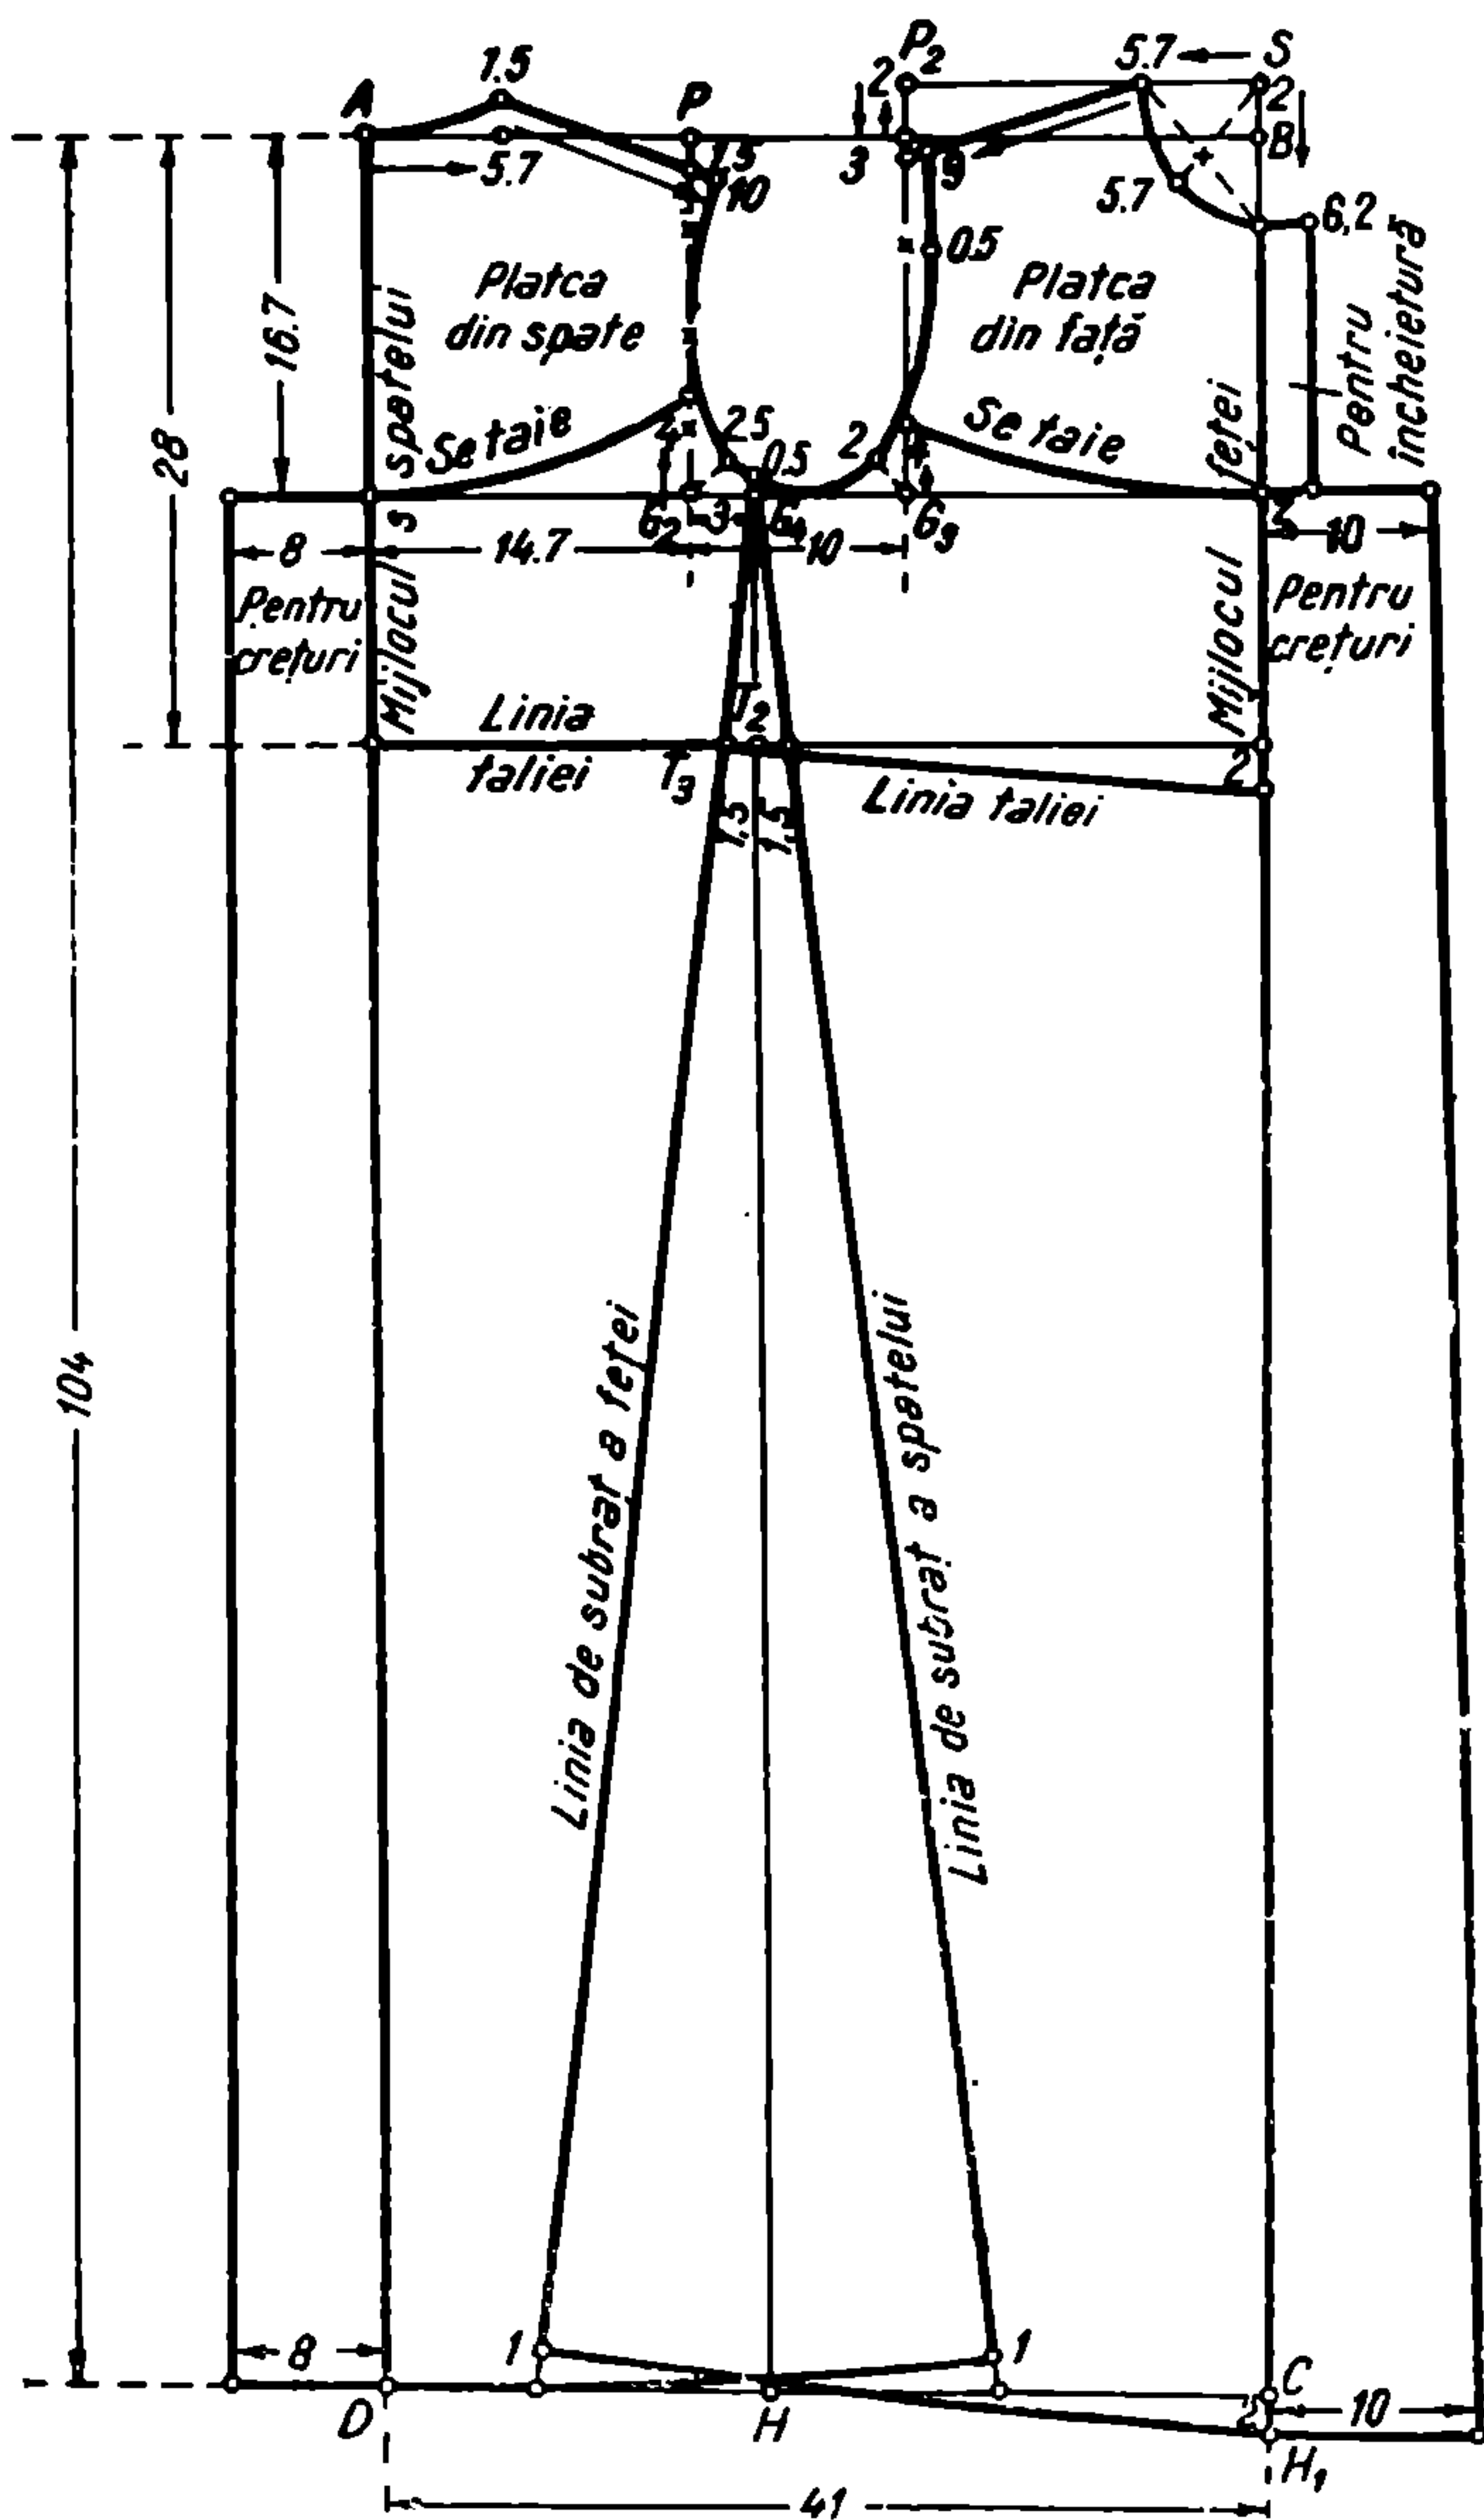 1.5
A
P
P2
5.7
S
2
2
B
5.7
3
9
10
5.7
6,2
16.7
28
0.5
Platca
din spate
Platca
din față
Pentru
încheietură
Se taie
Se taie
2.5
0,5
2
Mijlocul spatelui
Mijlocul feței
G2
3
G4
G3
2
8
14.7
10
10
Pentru
crețuri
Pentru
crețuri
Linia
taliei
T3
2
2
Linia taliei
1,5
1,5
104
Linia de subraț a feței
Linia de subraț a spatelui
8
1
1
D
H
C
2
10
H1
41